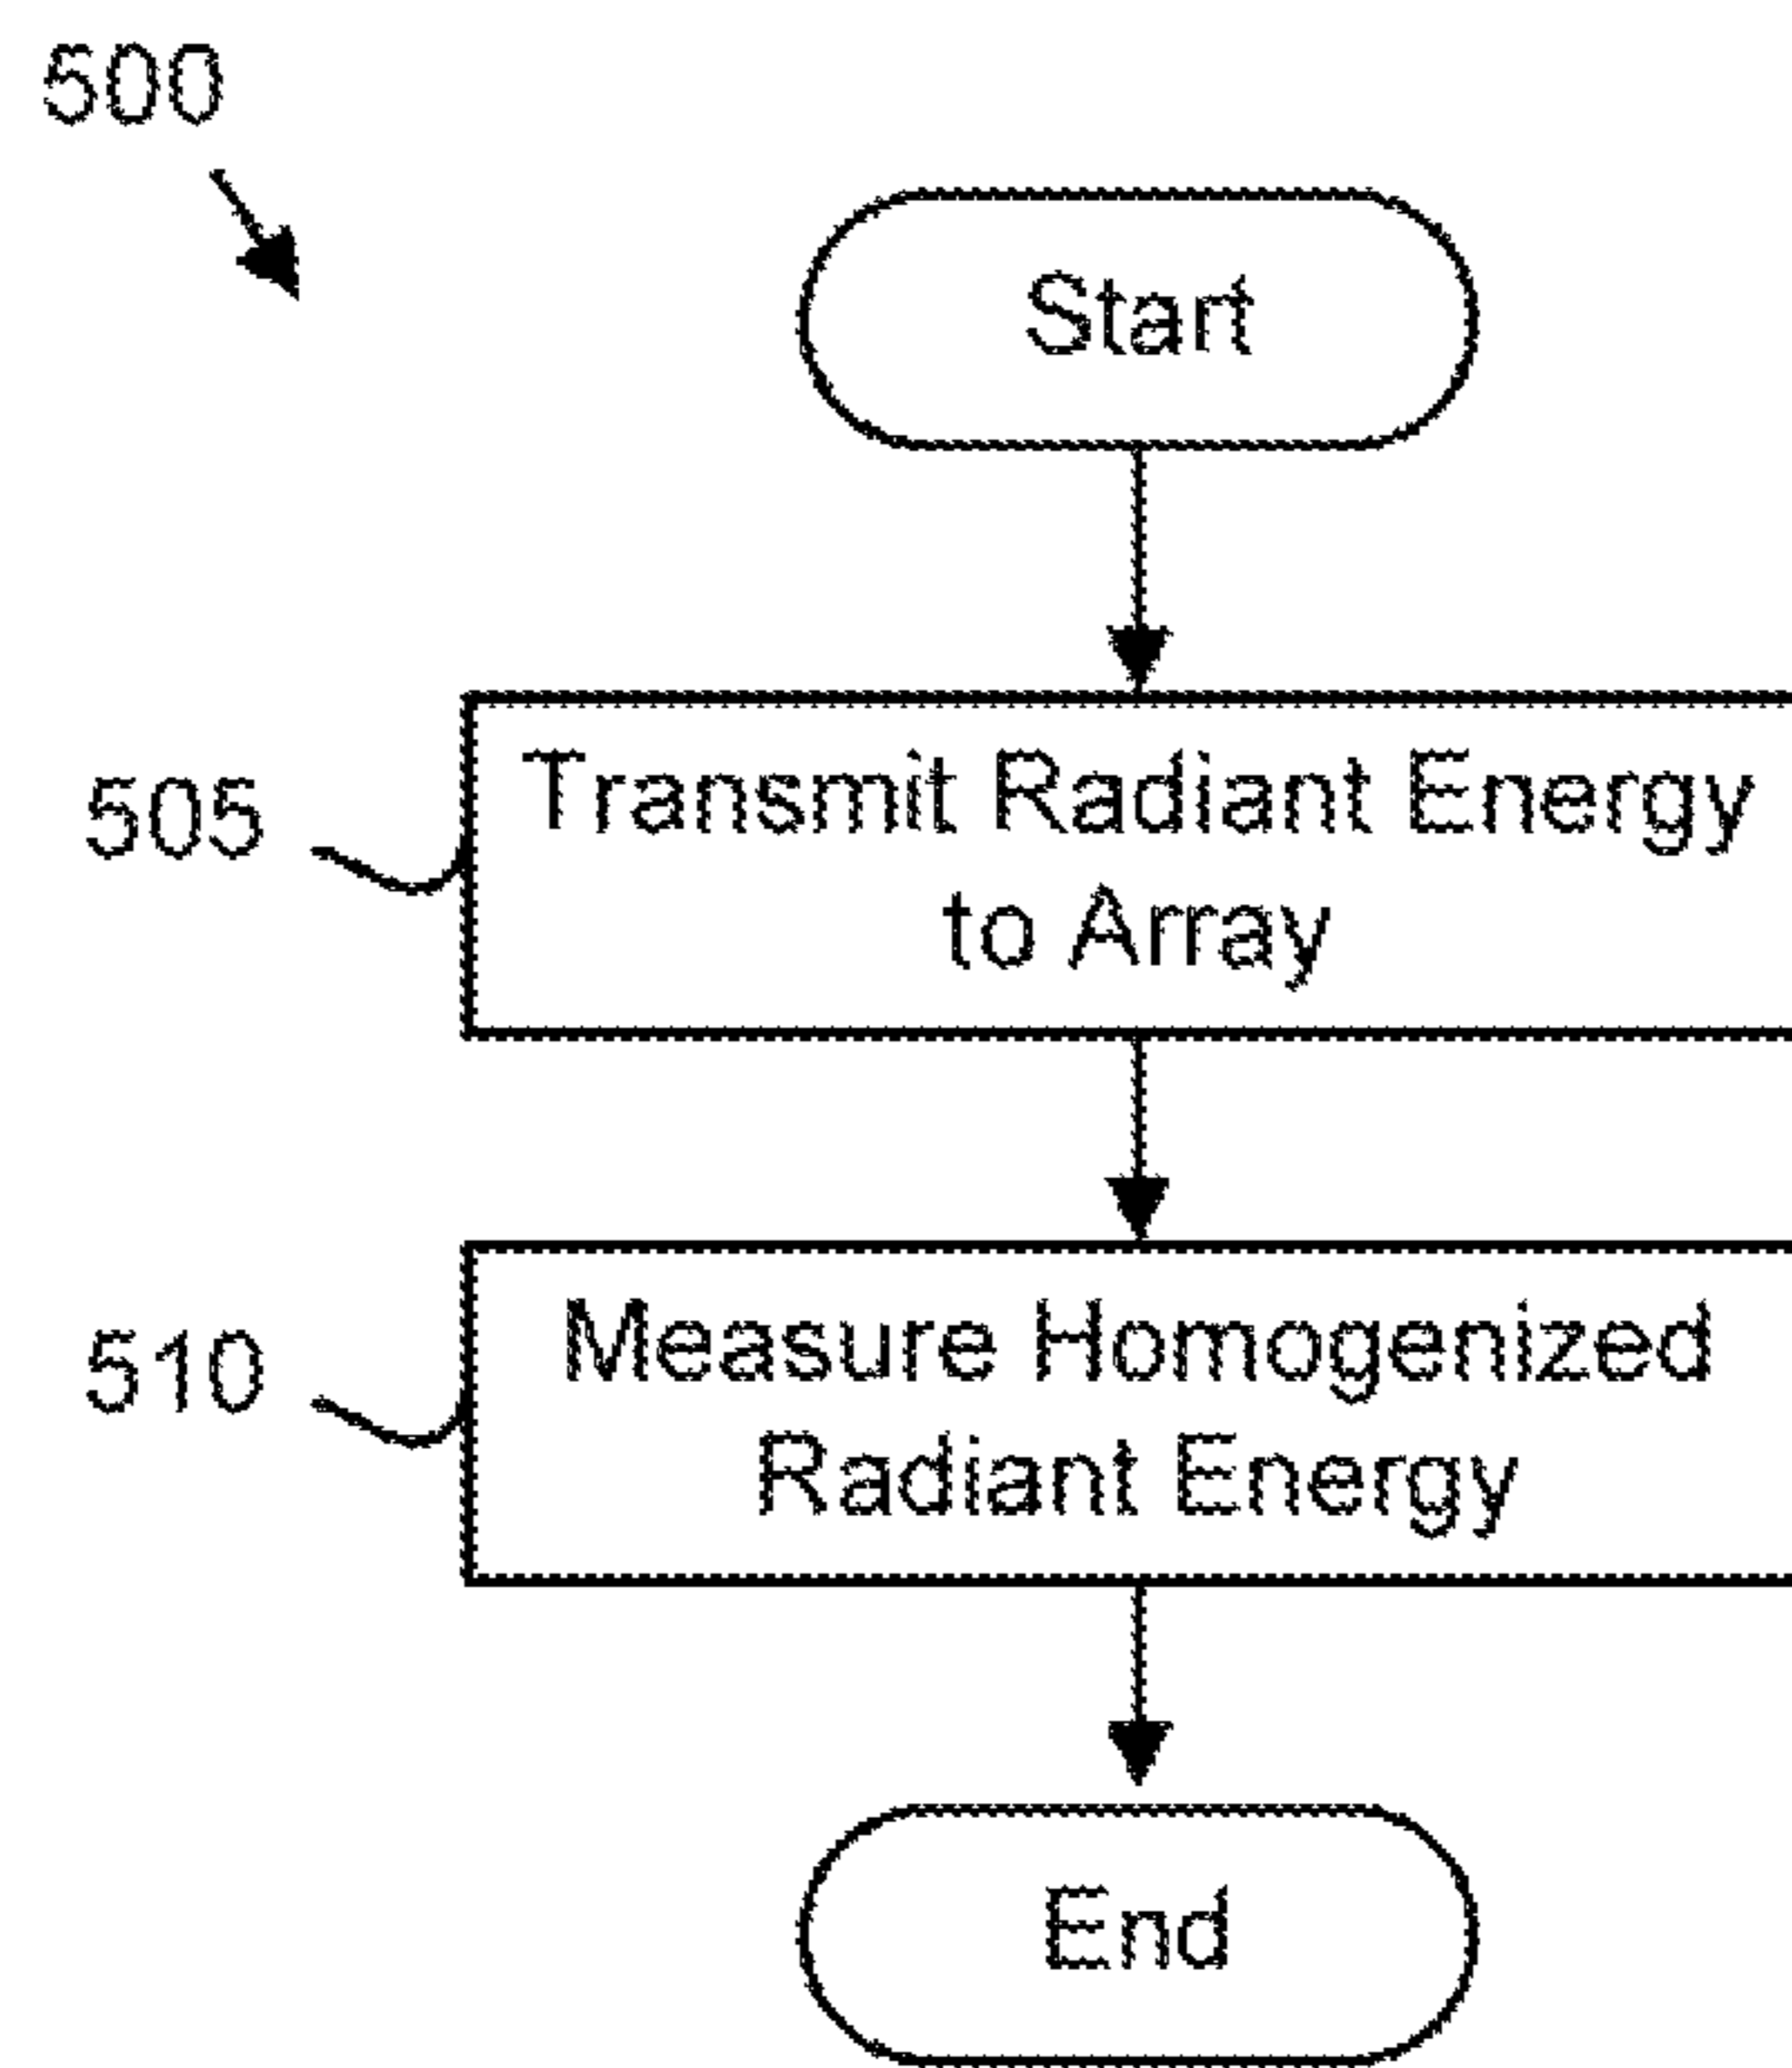 500
Start
505
Transmit Radiant Energy
to Array
510
Measure Homogenized
Radiant Energy
End